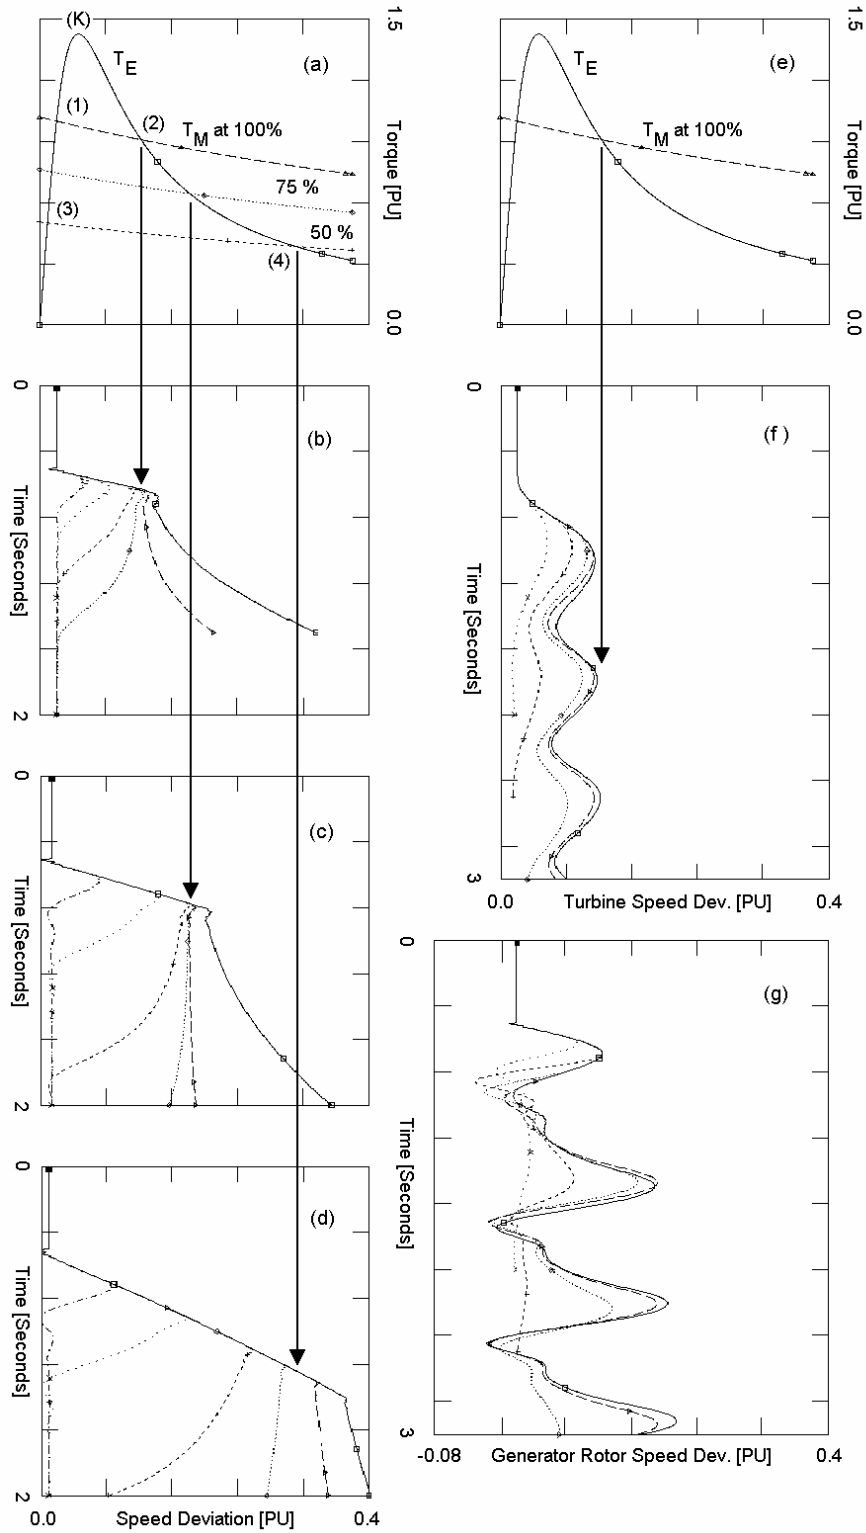 (K)
1.5
T_E
(a)
(1)
(2)
T_M at 100%
Torque [PU]
75 %
(3)
50 %
(4)
0.0
0
(b)
Time [Seconds]
2
0
(c)
Time [Seconds]
2
0
(d)
Time [Seconds]
2
0.0
Speed Deviation [PU]
0.4
1.5
T_E
(e)
T_M at 100%
Torque [PU]
0.0
0
(f )
Time [Seconds]
3
0.0
Turbine Speed Dev. [PU]
0.4
0
(g)
Time [Seconds]
3
-0.08
Generator Rotor Speed Dev. [PU]
0.4